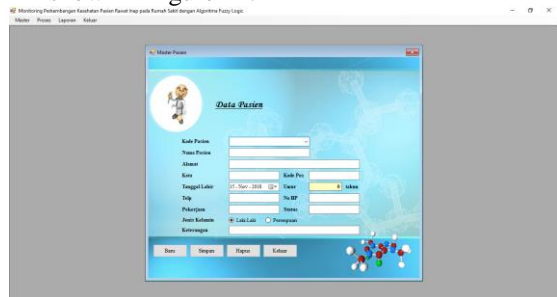 Monitoring Perkembangan Kesehatan Pasien Rawat Inap pada Rumah Sakit dengan Algoritma Fuzzy Logic
Master Proses Laporan Keluar
Master Pasien
Data Pasien
Kode Pasien
Nama Pasien
Alamat
Kota Kode Pos
Tanggal Lahir 15 - Nov - 2018 Umur 0 tahun
Telp No HP
Pekerjaan Status
Jenis Kelamin Laki-Laki Perempuan
Keterangan
Baru Simpan Hapus Keluar